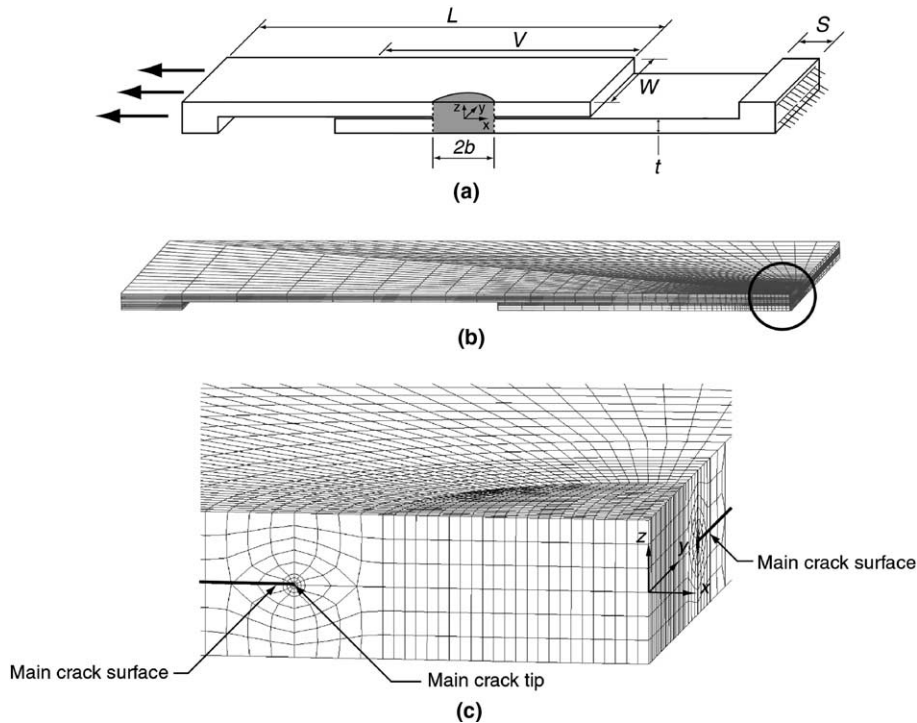 L
S
V
W
z y
x
2b
t
(a)
(b)
z
y
x
Main crack surface
Main crack surface
Main crack tip
(c)